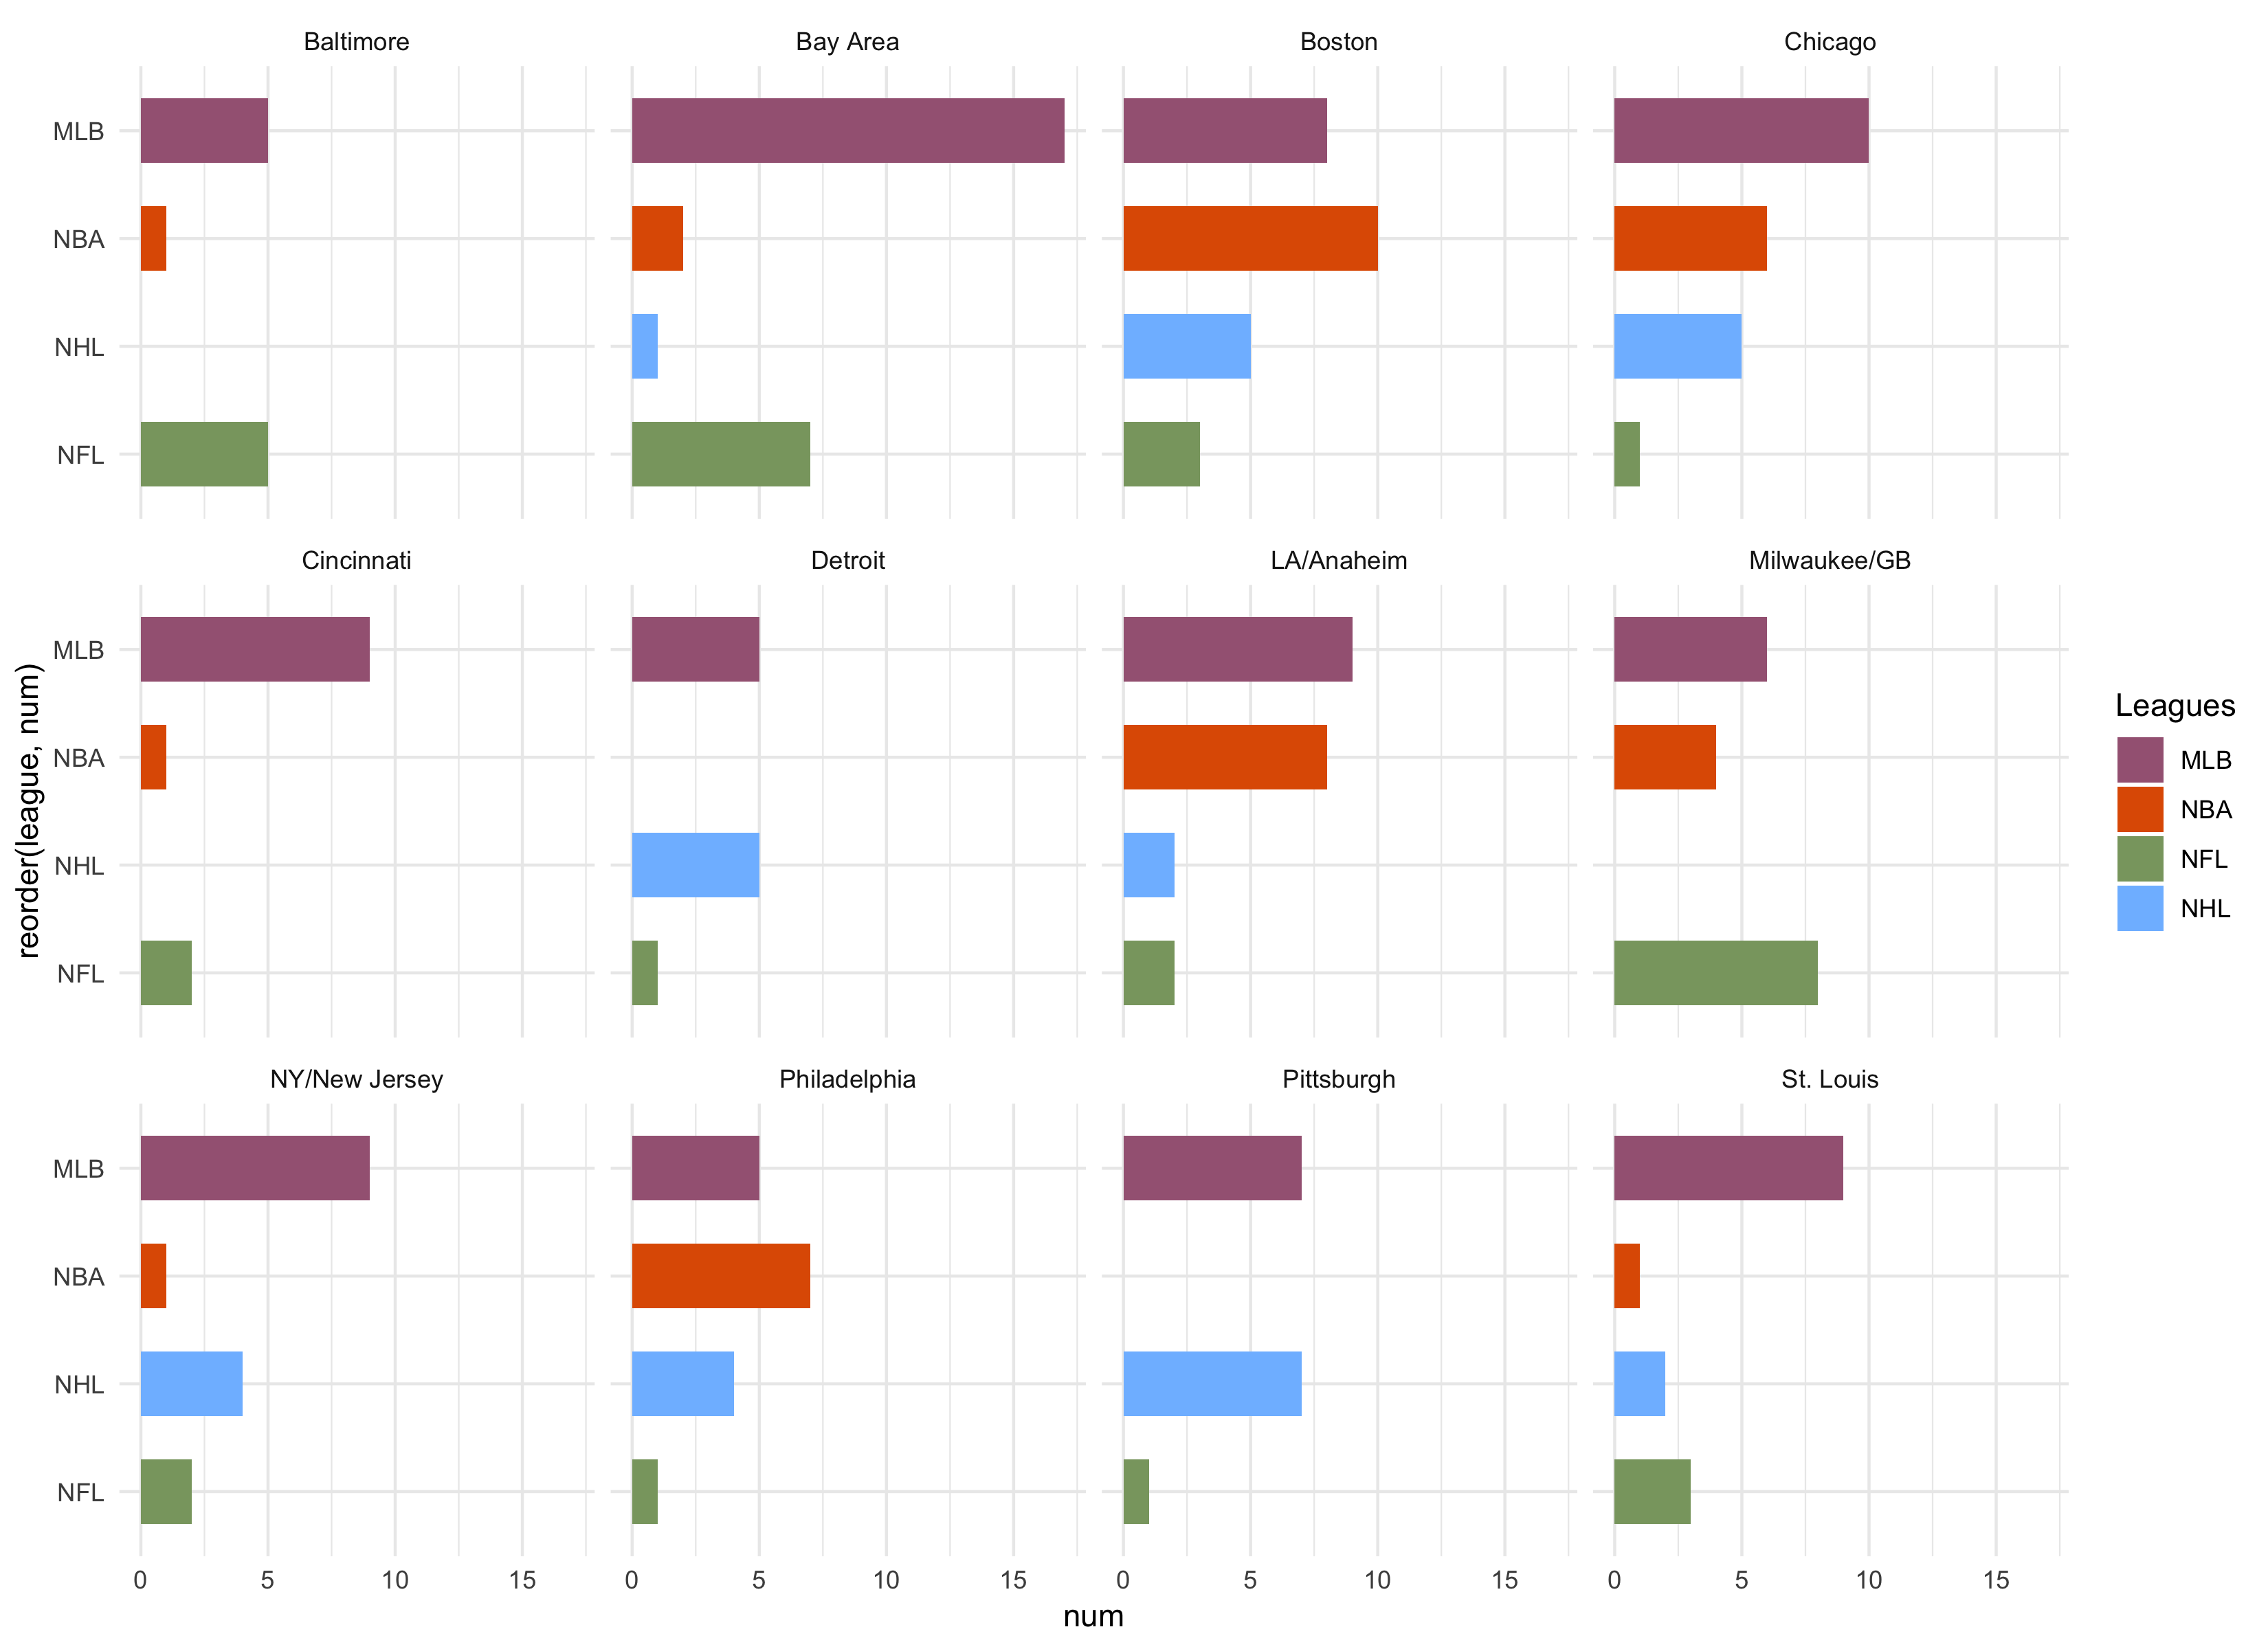 Baltimore
Bay Area
Boston
Chicago
MLB
NBA
NHL
NFL
Cincinnati
Detroit
LA/Anaheim
Milwaukee/GB
MLB
NBA
NHL
NFL
NY/New Jersey
Philadelphia
Pittsburgh
St. Louis
MLB
NBA
NHL
NFL
0 5 10 15
0 5 10 15
0 5 10 15
0 5 10 15
num
reorder(league, num)
Leagues
MLB
NBA
NFL
NHL